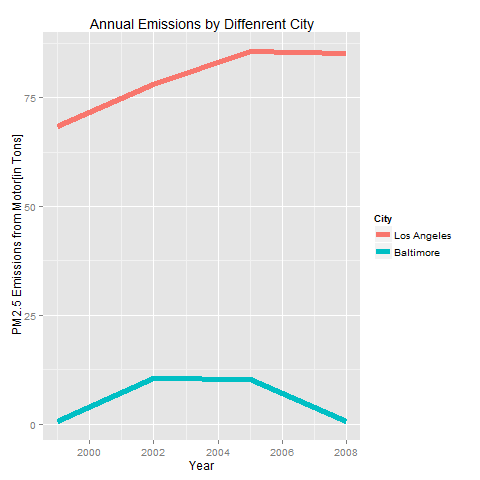 Annual Emissions by Diffenrent City
PM2.5 Emissions from Motor[in Tons]
75
50
25
0
2000
2002
2004
2006
2008
Year
City
Los Angeles
Baltimore